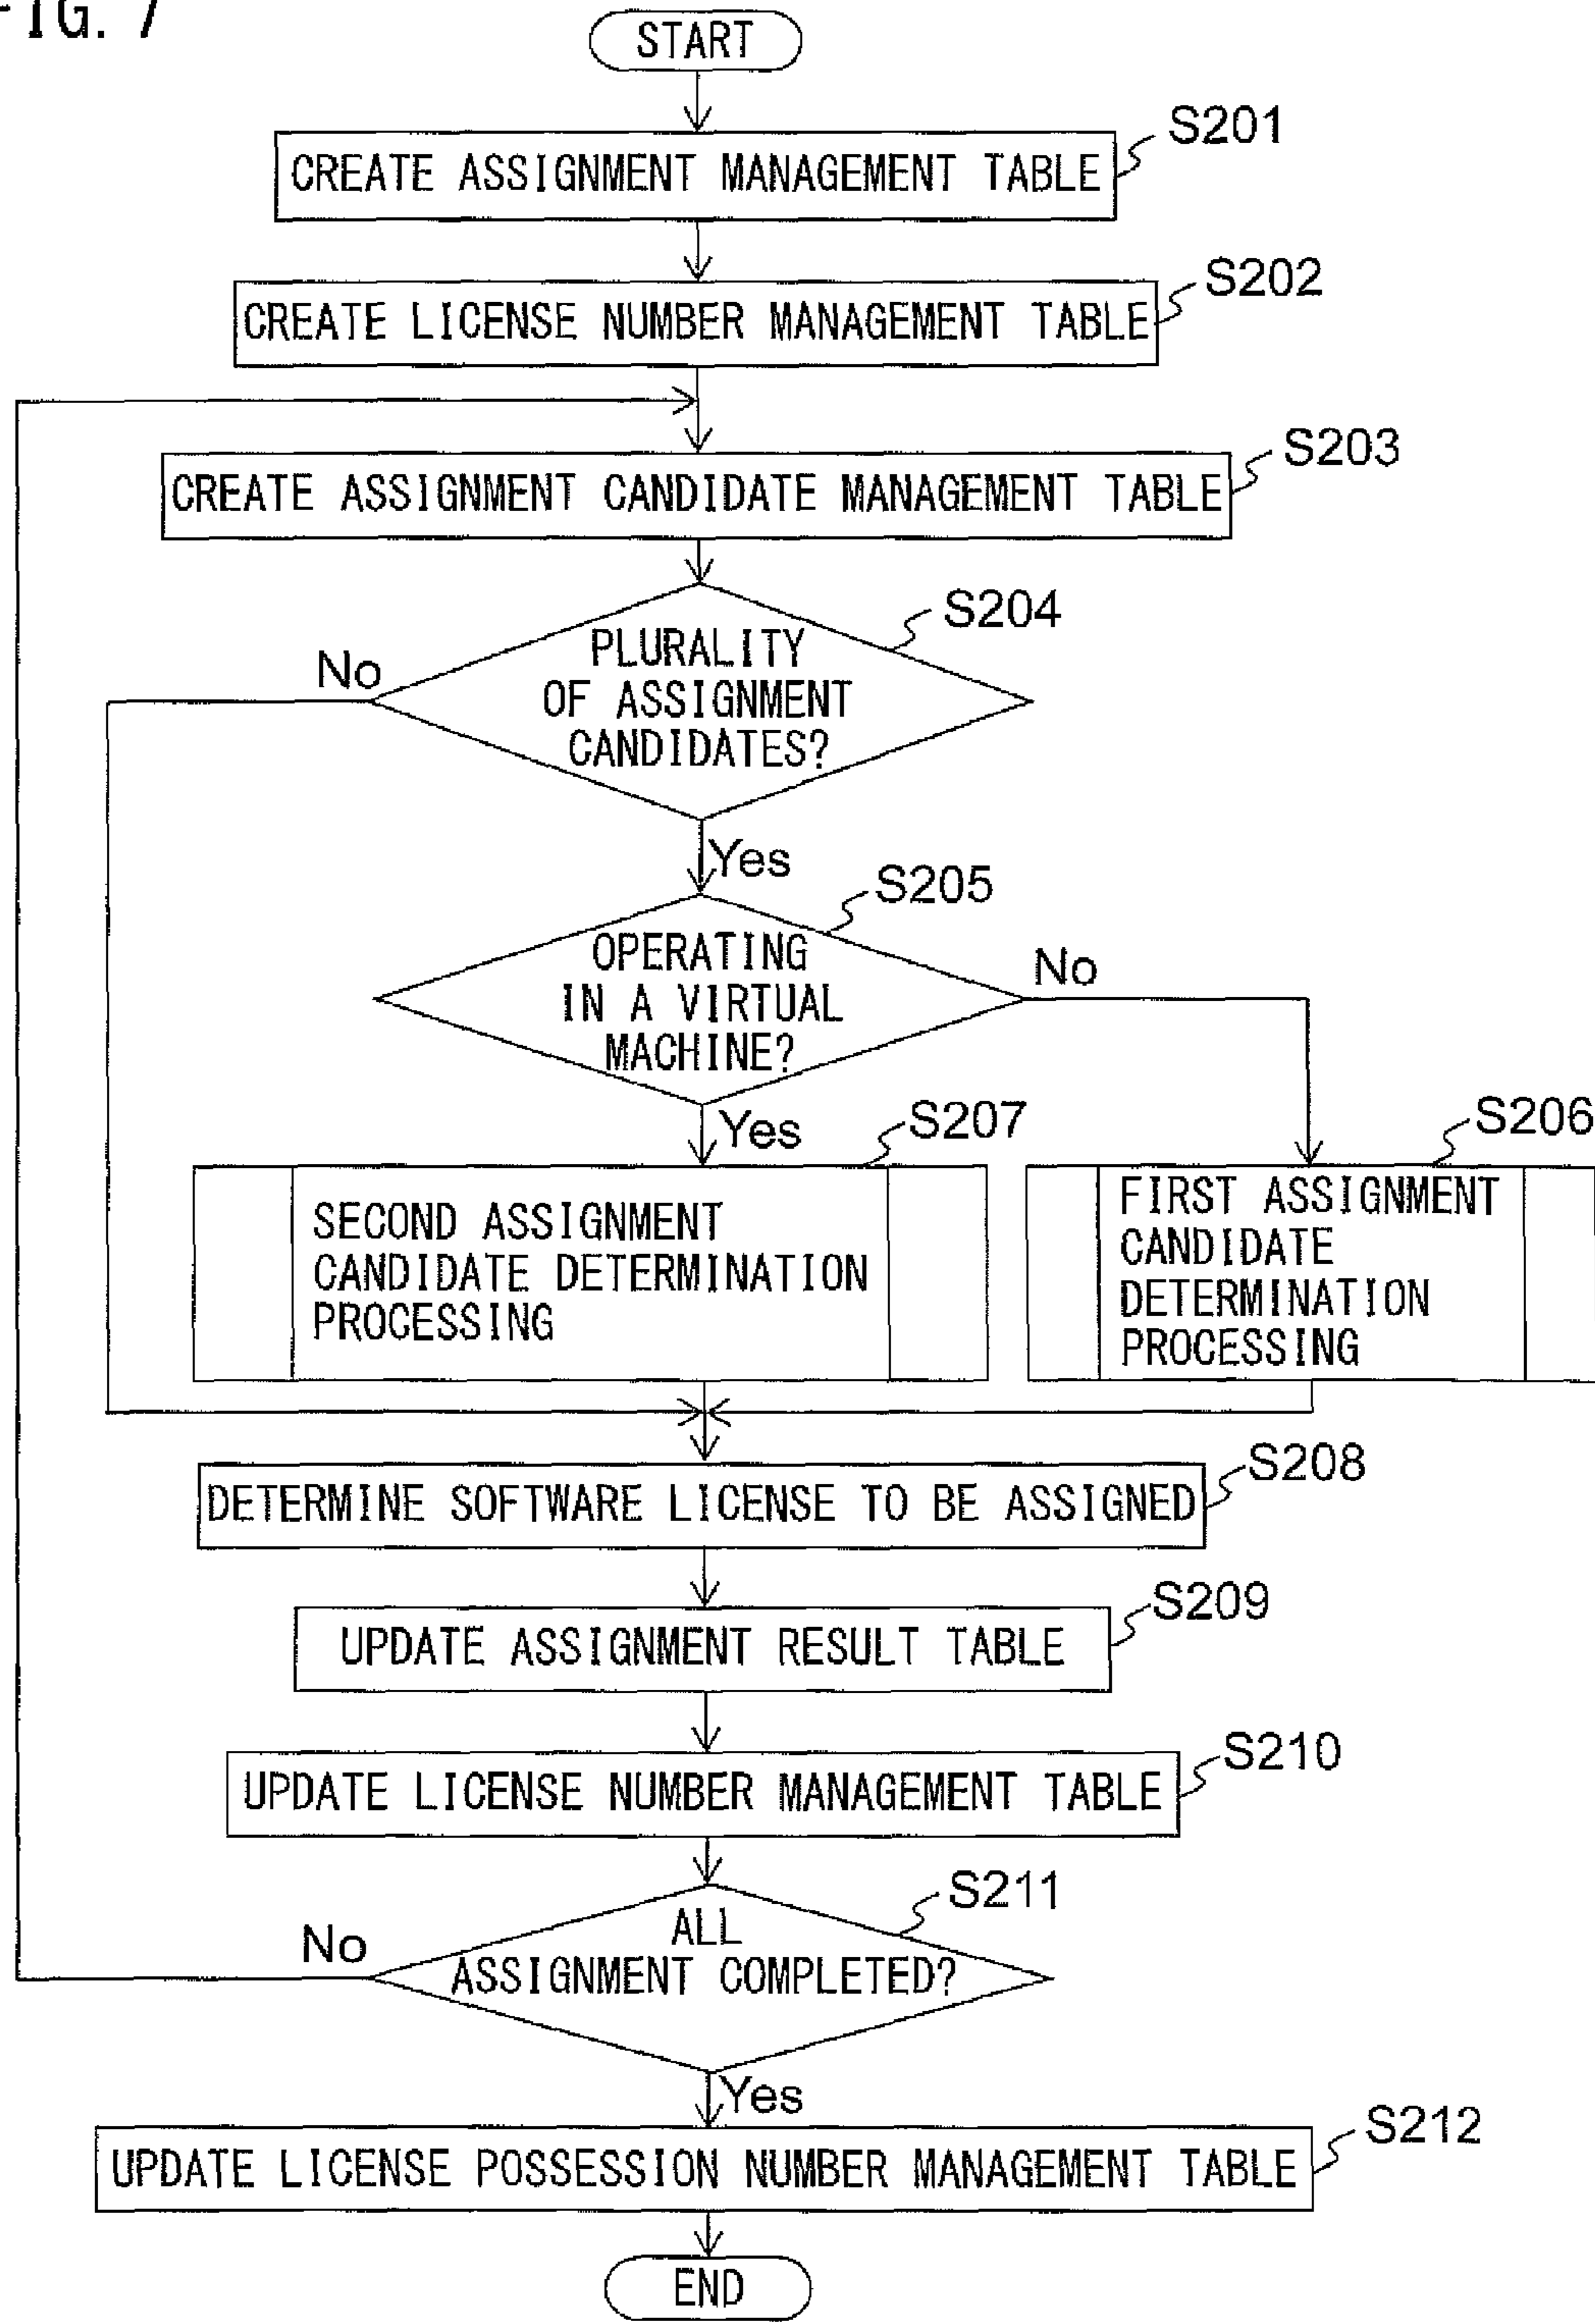 FIG. 7
START
S201
CREATE ASSIGNMENT MANAGEMENT TABLE
S202
CREATE LICENSE NUMBER MANAGEMENT TABLE
S203
CREATE ASSIGNMENT CANDIDATE MANAGEMENT TABLE
S204
No
PLURALITY
OF ASSIGNMENT
CANDIDATES?
Yes
S205
OPERATING
IN A VIRTUAL
MACHINE?
No
Yes
S207
S206
SECOND ASSIGNMENT
CANDIDATE DETERMINATION
PROCESSING
FIRST ASSIGNMENT
CANDIDATE
DETERMINATION
PROCESSING
S208
DETERMINE SOFTWARE LICENSE TO BE ASSIGNED
S209
UPDATE ASSIGNMENT RESULT TABLE
S210
UPDATE LICENSE NUMBER MANAGEMENT TABLE
S211
No
ALL
ASSIGNMENT COMPLETED?
Yes
S212
UPDATE LICENSE POSSESSION NUMBER MANAGEMENT TABLE
END